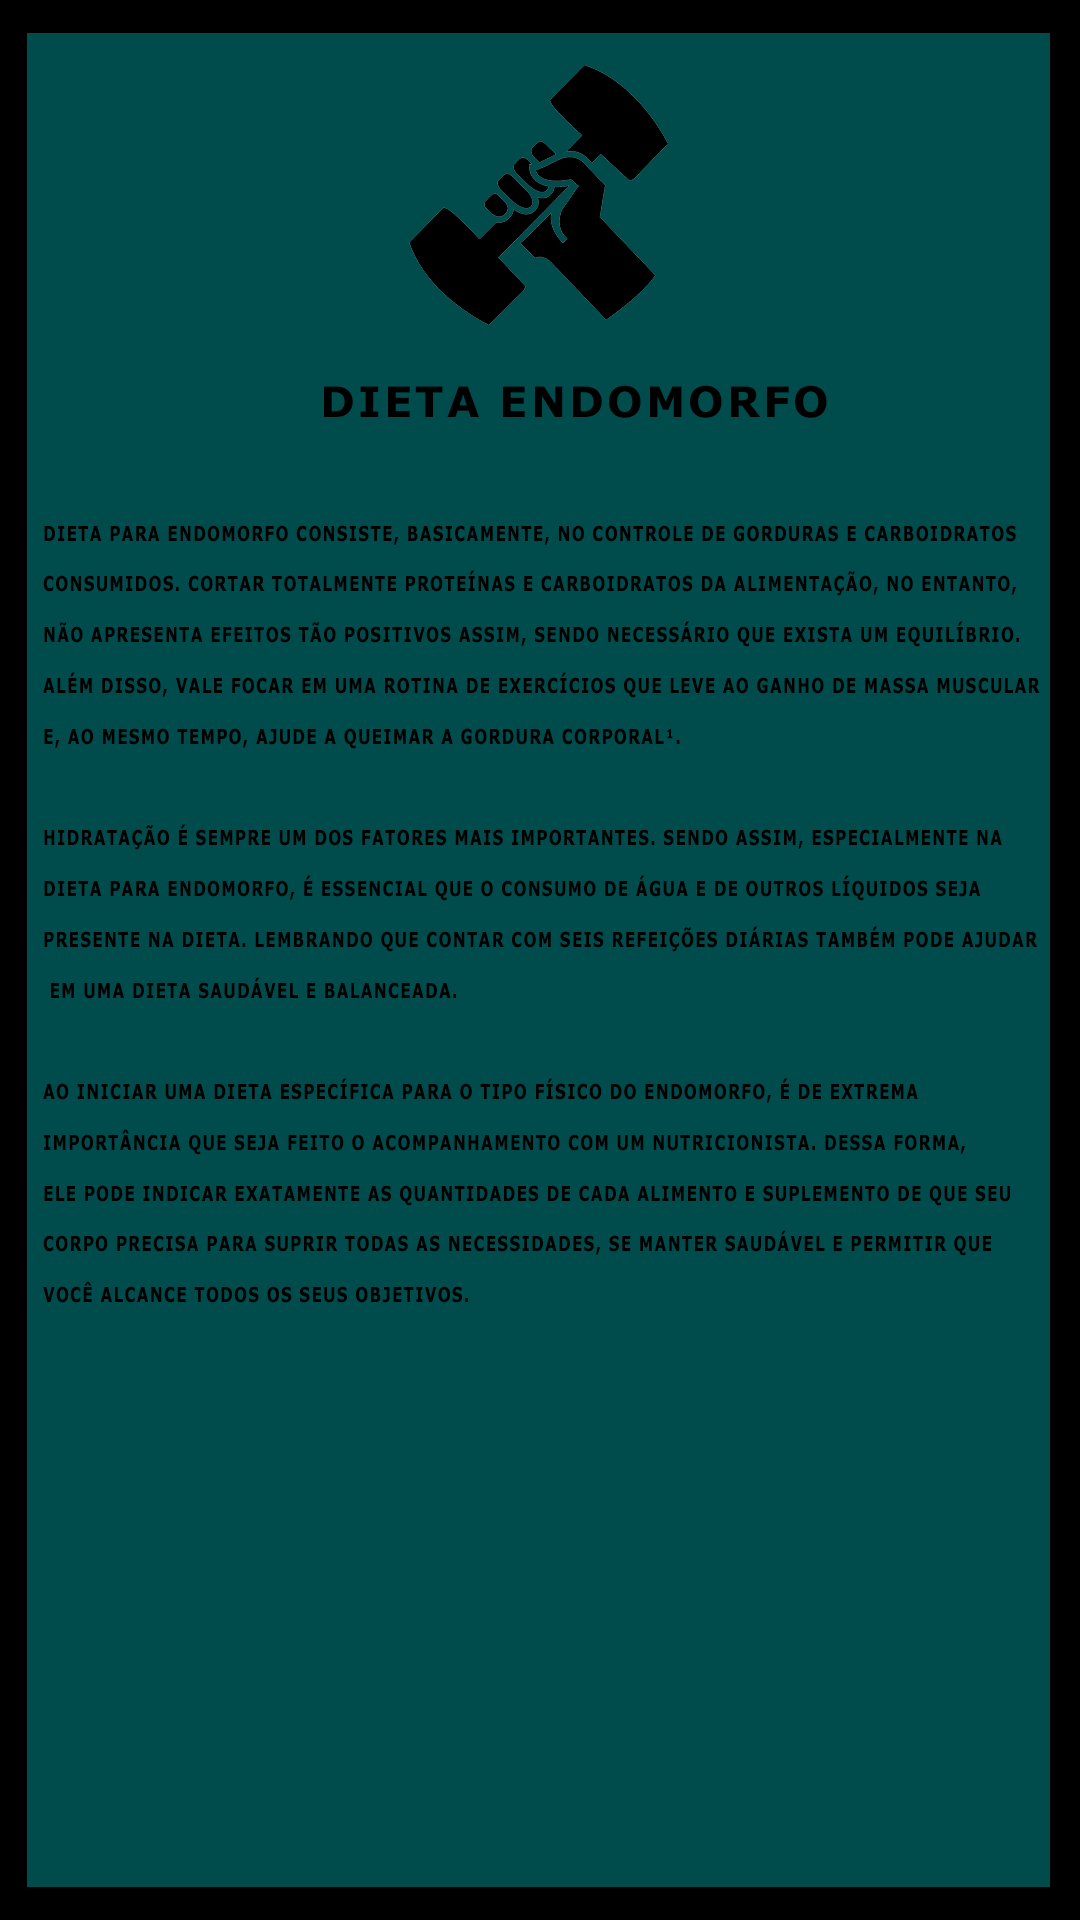 DIETA ENDOMORFO
DIETA PARA ENDOMORFO CONSISTE, BASICAMENTE, NO CONTROLE DE GORDURAS E CARBOIDRATOS
CONSUMIDOS. CORTAR TOTALMENTE PROTEÍNAS E CARBOIDRATOS DA ALIMENTAÇÃO, NO ENTANTO,
NÃO APRESENTA EFEITOS TÃO POSITIVOS ASSIM, SENDO NECESSÁRIO QUE EXISTA UM EQUILÍBRIO.
ALÉM DISSO, VALE FOCAR EM UMA ROTINA DE EXERCÍCIOS QUE LEVE AO GANHO DE MASSA MUSCULAR
E, AO MESMO TEMPO, AJUDE A QUEIMAR A GORDURA CORPORAL¹.
HIDRATAÇÃO É SEMPRE UM DOS FATORES MAIS IMPORTANTES. SENDO ASSIM, ESPECIALMENTE NA
DIETA PARA ENDOMORFO, É ESSENCIAL QUE O CONSUMO DE ÁGUA E DE OUTROS LÍQUIDOS SEJA
PRESENTE NA DIETA. LEMBRANDO QUE CONTAR COM SEIS REFEIÇÕES DIÁRIAS TAMBÉM PODE AJUDAR
EM UMA DIETA SAUDÁVEL E BALANCEADA.
AO INICIAR UMA DIETA ESPECÍFICA PARA O TIPO FÍSICO DO ENDOMORFO, É DE EXTREMA
IMPORTÂNCIA QUE SEJA FEITO O ACOMPANHAMENTO COM UM NUTRICIONISTA. DESSA FORMA,
ELE PODE INDICAR EXATAMENTE AS QUANTIDADES DE CADA ALIMENTO E SUPLEMENTO DE QUE SEU
CORPO PRECISA PARA SUPRIR TODAS AS NECESSIDADES, SE MANTER SAUDÁVEL E PERMITIR QUE
VOCÊ ALCANCE TODOS OS SEUS OBJETIVOS.